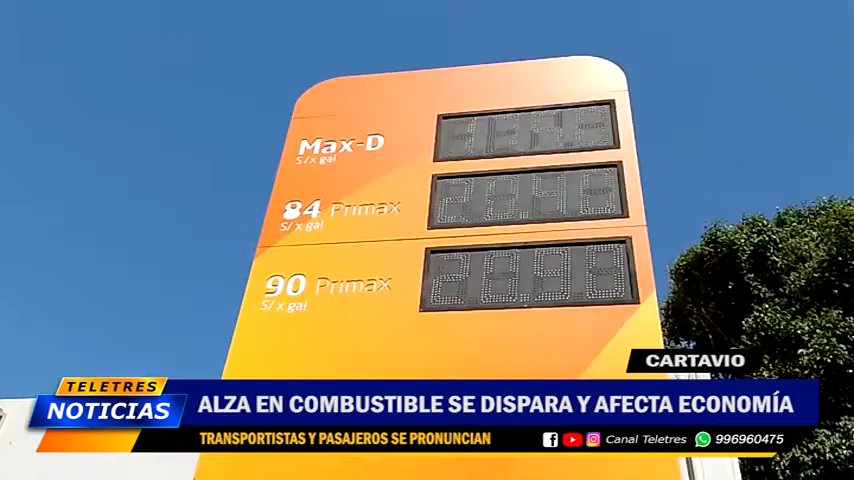 Max-D
S/x gal
84 Primax
S/x gal
90 Primax
S/x gal
CARTAVIO
TELETRES
NOTICIAS
ALZA EN COMBUSTIBLE SE DISPARA Y AFECTA ECONOMÍA
TRANSPORTISTAS Y PASAJEROS SE PRONUNCIAN
Canal Teletres 996960475